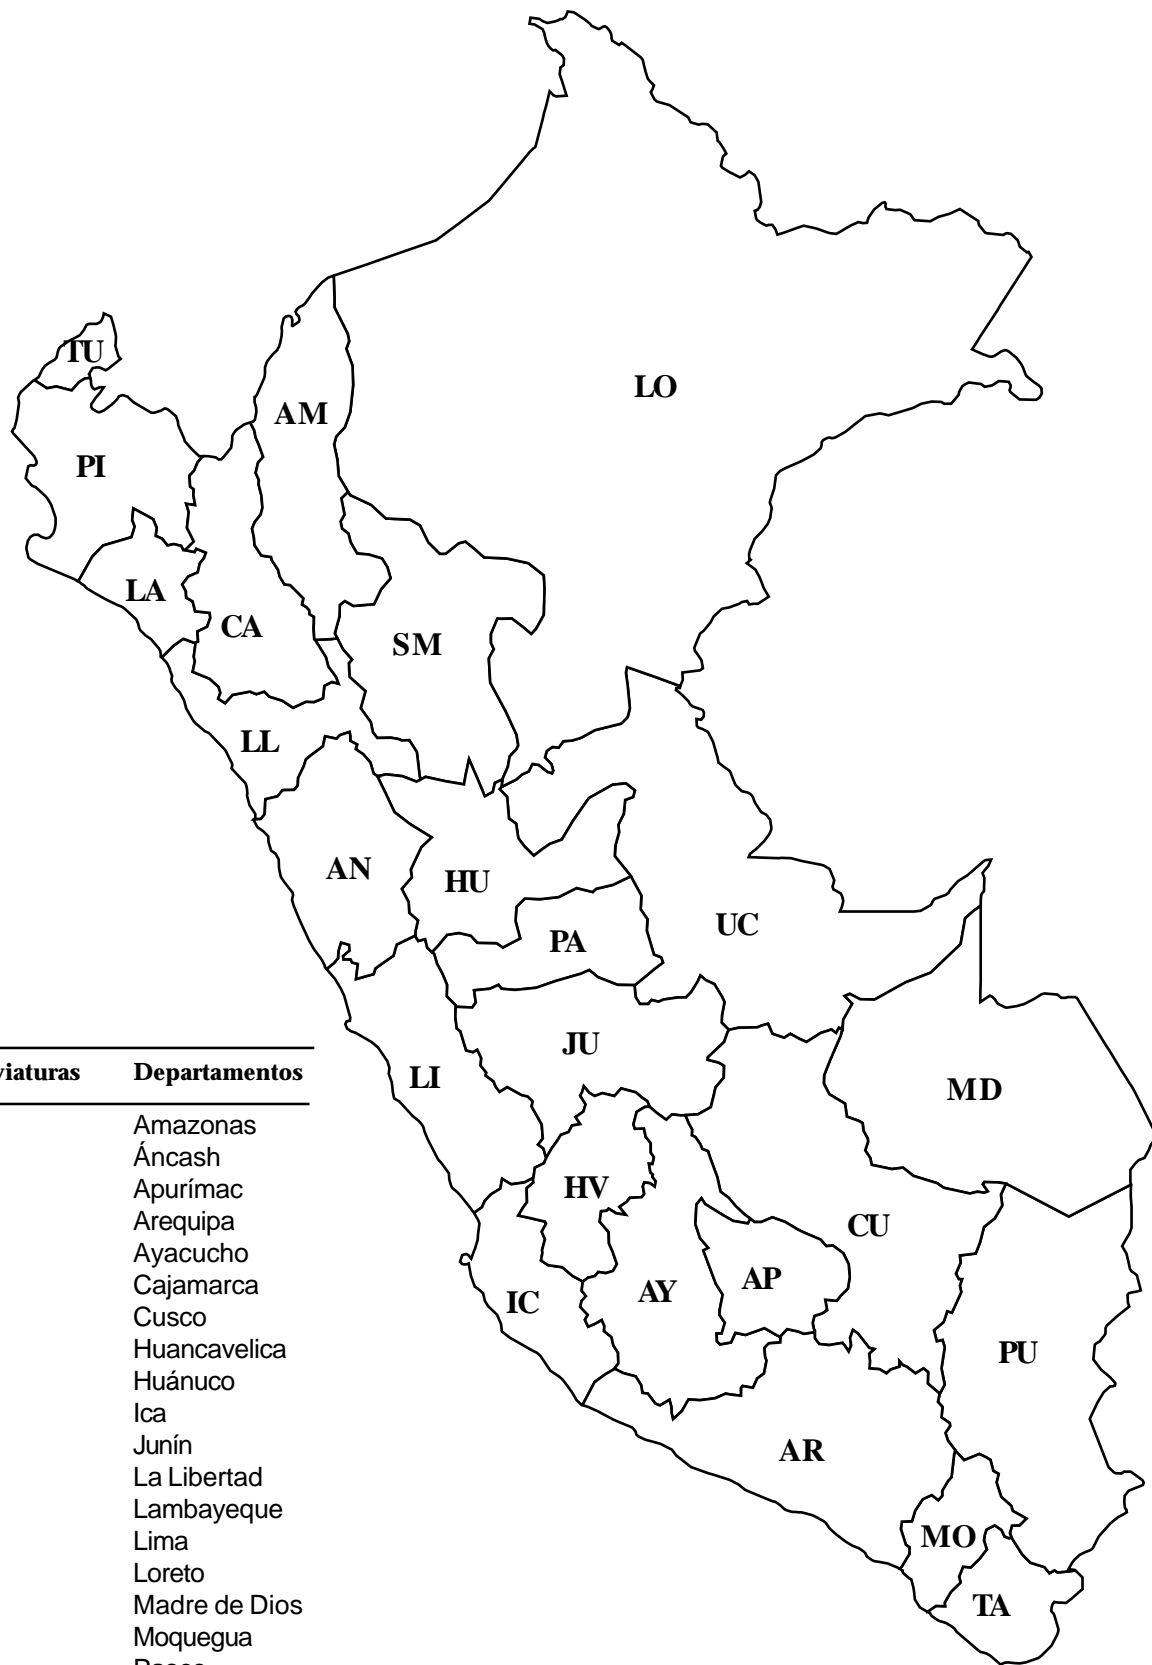 TU
LO
AM
PI
LA
CA
SM
LL
AN
HU
UC
PA
JU
LI
MD
HV
CU
AP
AY
IC
PU
AR
MO
TA
viaturas Departamentos
Amazonas
Áncash
Apurímac
Arequipa
Ayacucho
Cajamarca
Cusco
Huancavelica
Huánuco
Ica
Junín
La Libertad
Lambayeque
Lima
Loreto
Madre de Dios
Moquegua